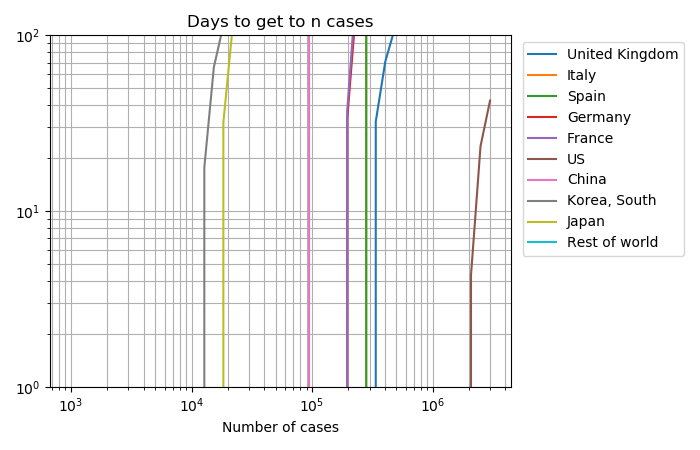 Days to get to n cases
10²
10¹
10⁰
10³
10⁴
10⁵
10⁶
Number of cases
United Kingdom
Italy
Spain
Germany
France
US
China
Korea, South
Japan
Rest of world